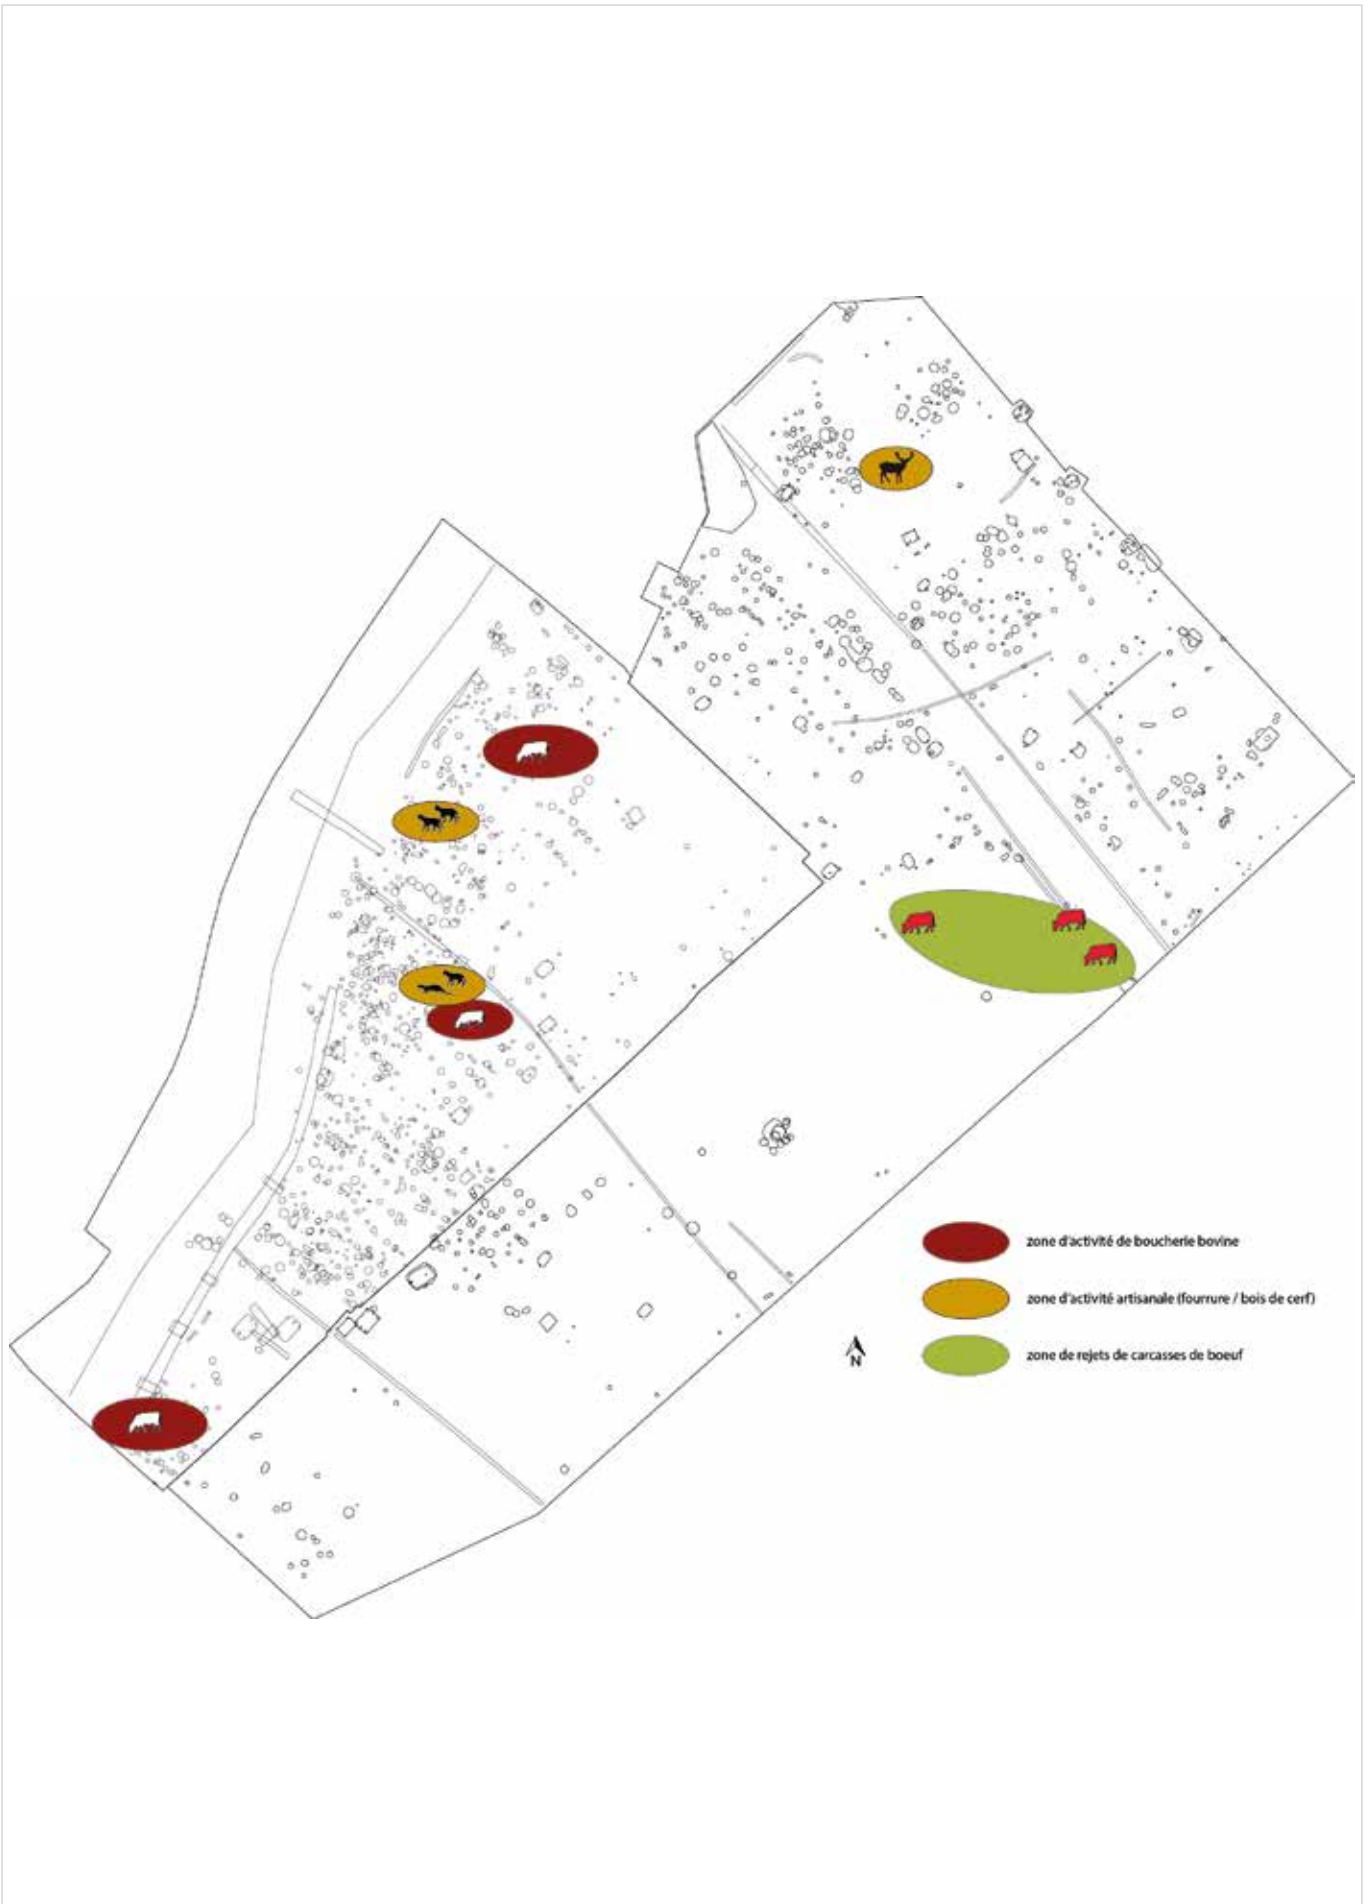 zone d'activité de boucherie bovine
zone d'activité artisanale (fourrure / bois de cerf)
N
zone de rejets de carcasses de boeuf